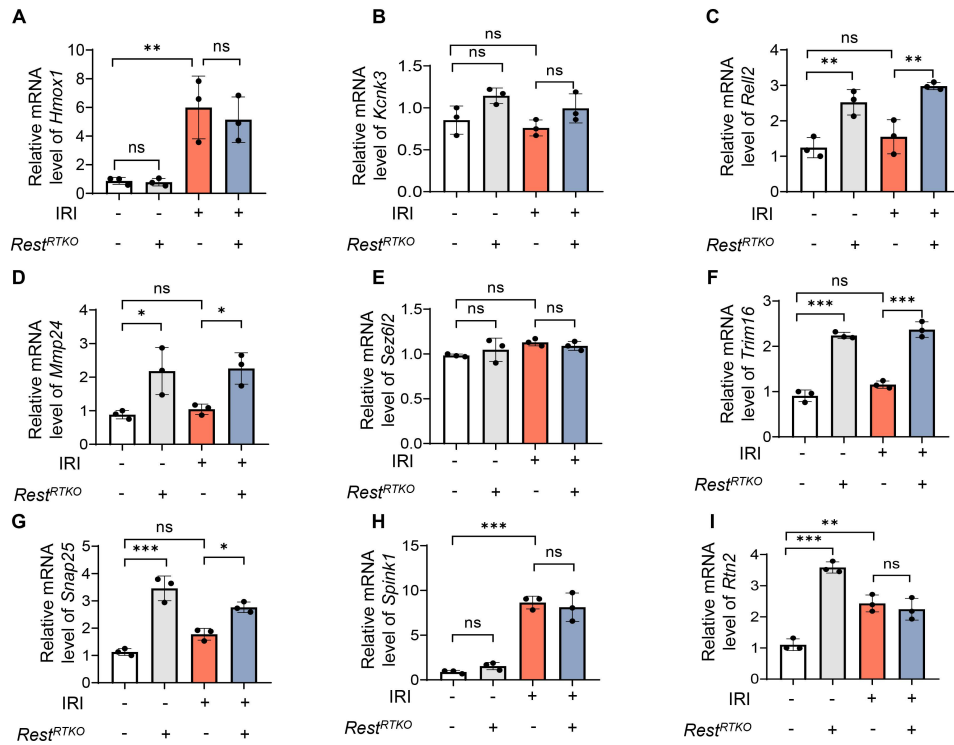 A
Relative mRNA
level of Hmox1
** ns
ns
10
8
6
4
2
0
IRI - - + +
Rest^RTKO - + - +
B
Relative mRNA
level of Kcnk3
ns
ns ns
1.5
1.0
0.5
0.0
IRI - - + +
Rest^RTKO - + - +
C
Relative mRNA
level of Rell2
ns
** **
4
3
2
1
0
IRI - - + +
Rest^RTKO - + - +
D
Relative mRNA
level of Mmp24
ns
* *
4
3
2
1
0
IRI - - + +
Rest^RTKO - + - +
E
Relative mRNA
level of Sez6l2
ns
ns ns
1.5
1.0
0.5
0.0
IRI - - + +
Rest^RTKO - + - +
F
Relative mRNA
level of Trim16
ns
*** ***
3
2
1
0
IRI - - + +
Rest^RTKO - + - +
G
Relative mRNA
level of Snap25
ns
*** *
5
4
3
2
1
0
IRI - - + +
Rest^RTKO - + - +
H
Relative mRNA
level of Spink1
***
ns
ns
15
10
5
0
IRI - - + +
Rest^RTKO - + - +
I
Relative mRNA
level of Rtn2
**
*** ns
4
3
2
1
0
IRI - - + +
Rest^RTKO - + - +